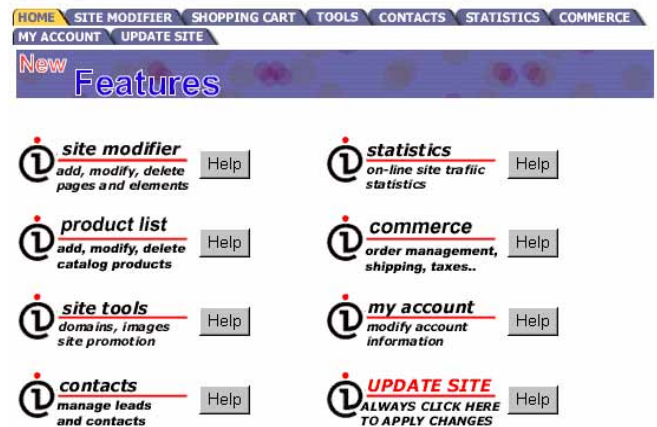 HOME SITE MODIFIER SHOPPING CART TOOLS CONTACTS STATISTICS COMMERCE
MY ACCOUNT UPDATE SITE
New
Features
site modifier
add, modify, delete
pages and elements
Help
statistics
on-line site trafiic
statistics
Help
product list
add, modify, delete
catalog products
Help
commerce
order management,
shipping, taxes..
Help
site tools
domains, images
site promotion
Help
my account
modify account
information
Help
contacts
manage leads
and contacts
Help
UPDATE SITE
ALWAYS CLICK HERE
TO APPLY CHANGES
Help